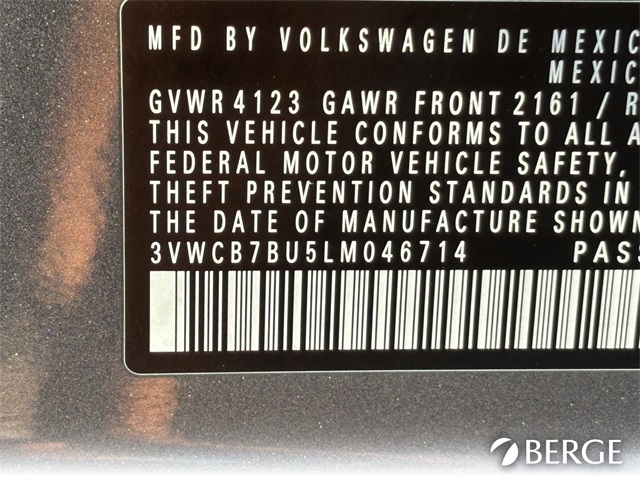 MFD BY VOLKSWAGEN DE MEXIC
MEXIC
GVWR 4123 GAWR FRONT 2161 / R
THIS VEHICLE CONFORMS TO ALL A
FEDERAL MOTOR VEHICLE SAFETY,
THEFT PREVENTION STANDARDS IN
THE DATE OF MANUFACTURE SHOWN
3VWCB7BU5LM046714 PASS
BERGE